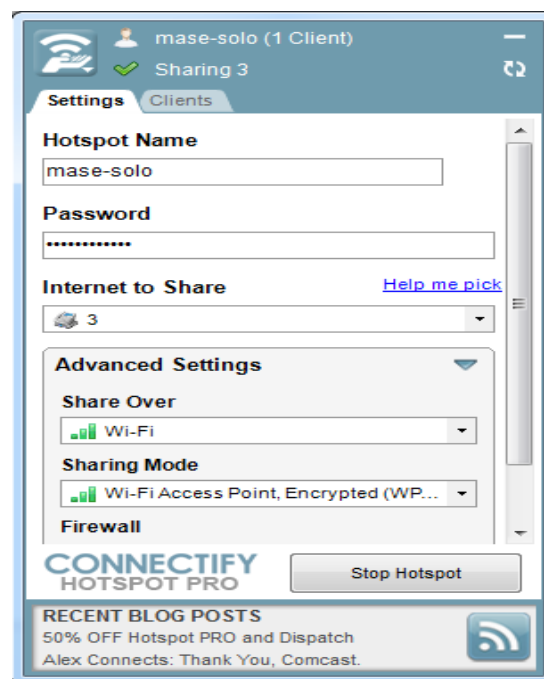 mase-solo (1 Client)
Sharing 3
Settings Clients
Hotspot Name
mase-solo
Password
••••••••••••
Internet to Share Help me pick
3
Advanced Settings
Share Over
Wi-Fi
Sharing Mode
Wi-Fi Access Point, Encrypted (WP...
Firewall
CONNECTIFY
HOTSPOT PRO
Stop Hotspot
RECENT BLOG POSTS
50% OFF Hotspot PRO and Dispatch
Alex Connects: Thank You, Comcast.